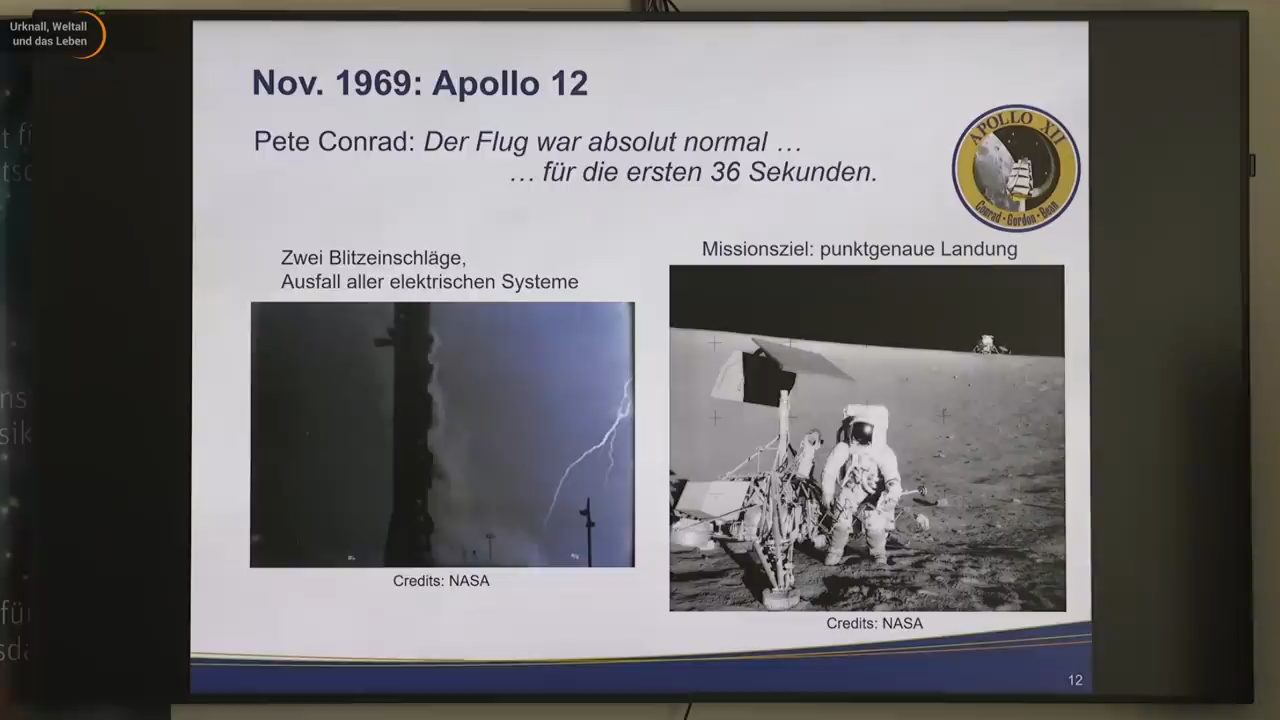 Urknall, Weltall
und das Leben
Nov. 1969: Apollo 12
Pete Conrad: Der Flug war absolut normal …
… für die ersten 36 Sekunden.
APOLLO XII
Conrad • Gordon • Bean
Zwei Blitzeinschläge,
Ausfall aller elektrischen Systeme
Missionsziel: punktgenaue Landung
Credits: NASA
Credits: NASA
12